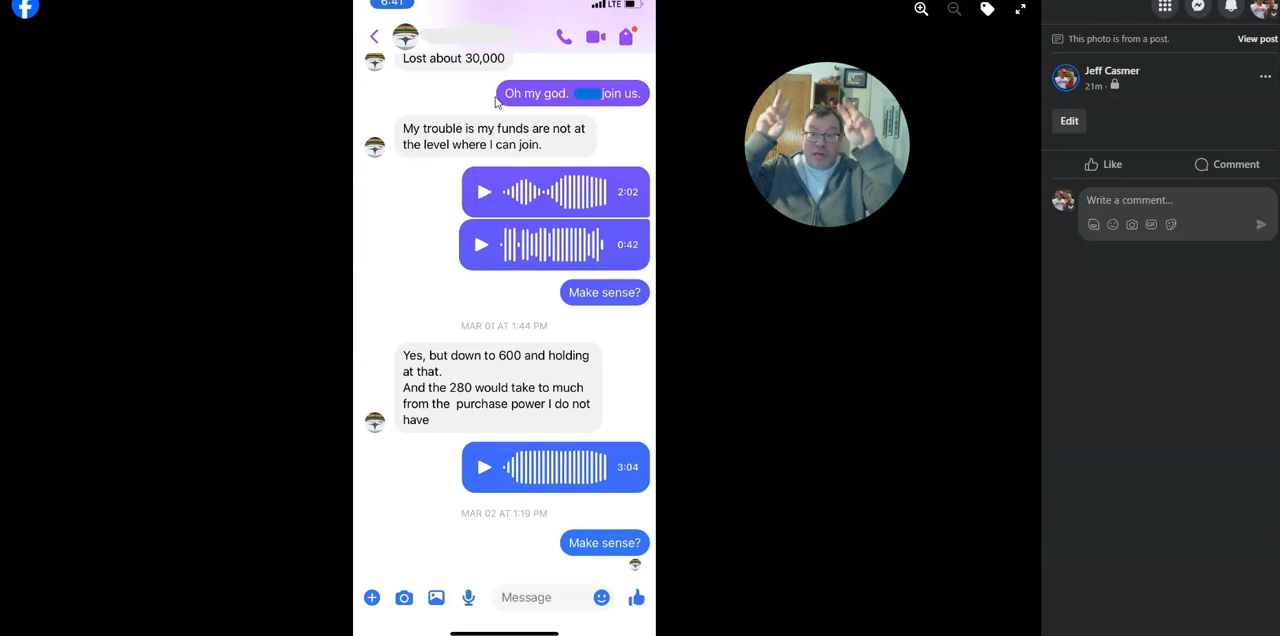 6:41
LTE
Lost about 30,000
Oh my god. join us.
My trouble is my funds are not at
the level where I can join.
2:02
0:42
Make sense?
MAR 01 AT 1:44 PM
Yes, but down to 600 and holding
at that.
And the 280 would take to much
from the purchase power I do not
have
3:04
MAR 02 AT 1:19 PM
Make sense?
Message
This photo is from a post.
View post
Jeff Casmer
21m
Edit
Like
Comment
Write a comment...
GIF